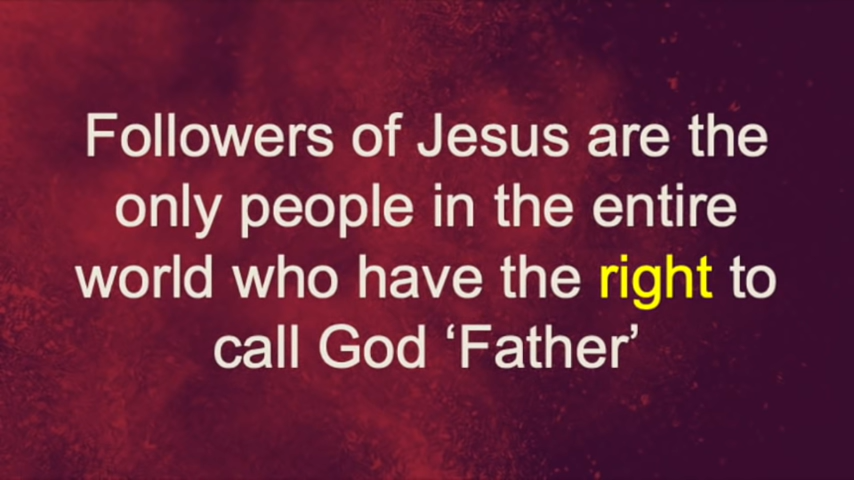 Followers of Jesus are the
only people in the entire
world who have the right to
call God ‘Father’